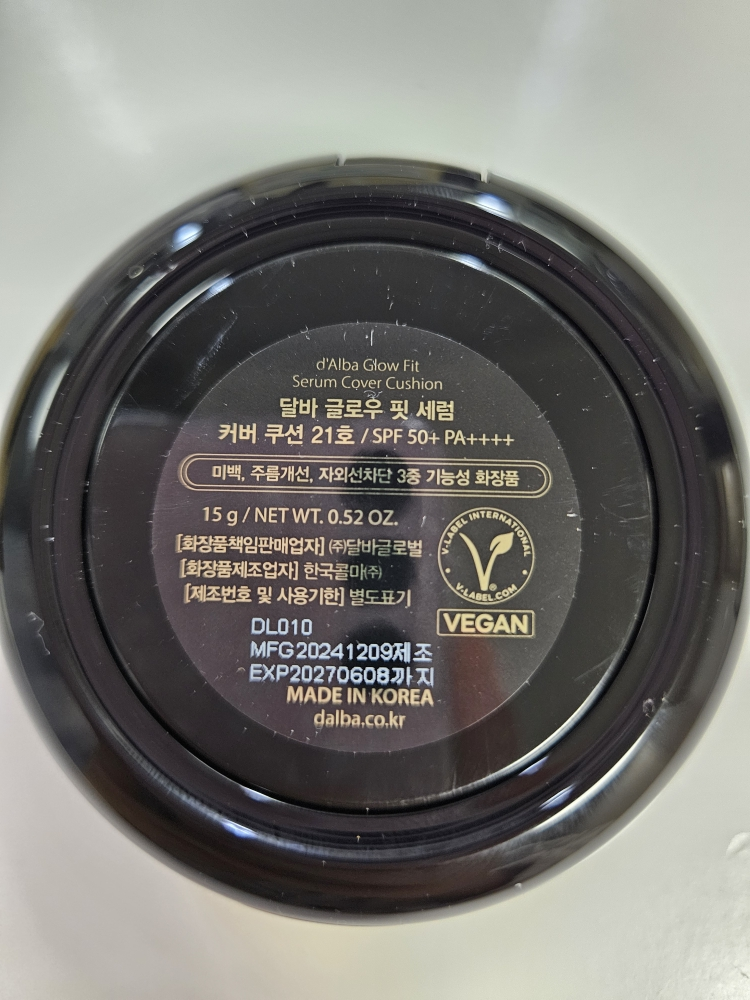 d'Alba Glow Fit
Serum Cover Cushion
달바 글로우 핏 세럼
커버 쿠션 21호 / SPF 50+ PA++++
미백, 주름개선, 자외선차단 3중 기능성 화장품
15 g / NET WT. 0.52 OZ.
[화장품책임판매업자] ㈜달바글로벌
[화장품제조업자] 한국콜마㈜
[제조번호 및 사용기한] 별도표기
V-LABEL INTERNATIONAL
V-LABEL.COM
VEGAN
DL010
MFG20241209제조
EXP20270608까지
MADE IN KOREA
dalba.co.kr